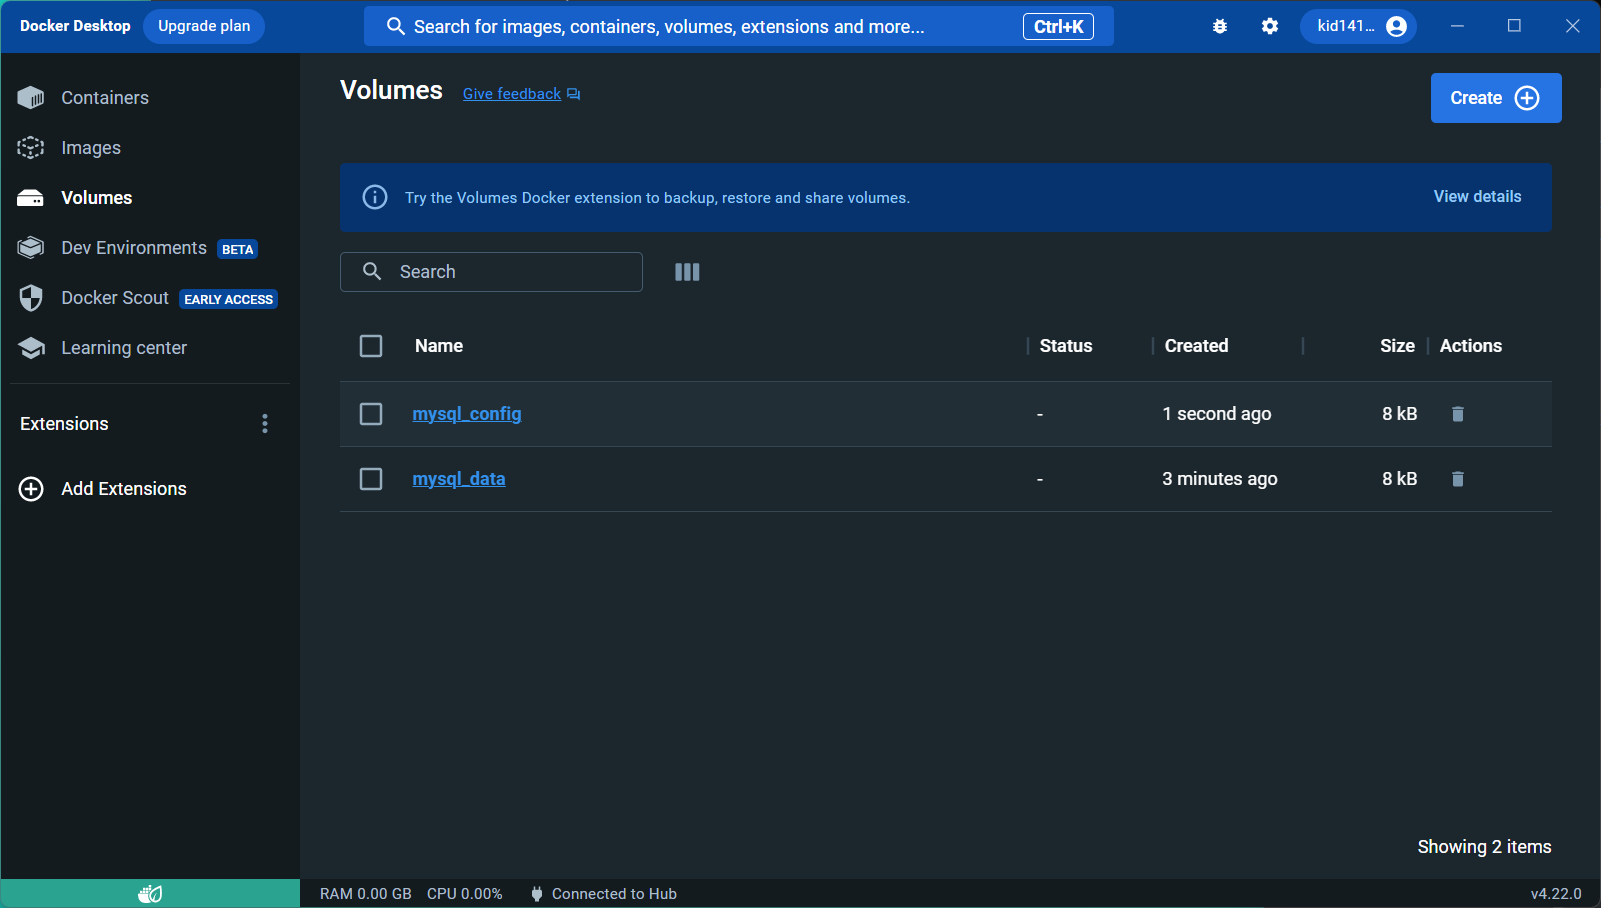 Docker Desktop Upgrade plan Search for images, containers, volumes, extensions and more... Ctrl+K kid141...
Containers
Images
Volumes
Dev Environments BETA
Docker Scout EARLY ACCESS
Learning center
Extensions
Add Extensions
Volumes Give feedback
Create
Try the Volumes Docker extension to backup, restore and share volumes. View details
Search
Name Status Created Size Actions
mysql_config - 1 second ago 8 kB
mysql_data - 3 minutes ago 8 kB
Showing 2 items
RAM 0.00 GB CPU 0.00% Connected to Hub v4.22.0